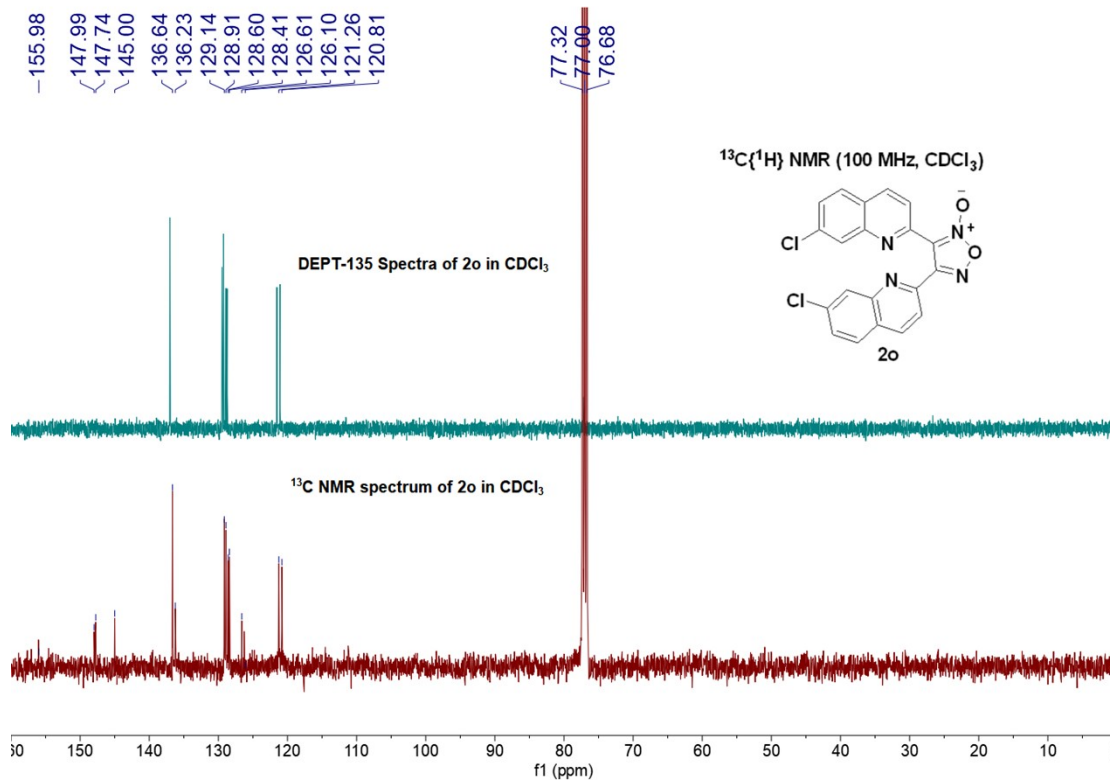 155.98
147.99
147.74
145.00
136.64
136.23
129.14
128.91
128.60
128.41
126.61
126.10
121.26
120.81
77.32
77.00
76.68
¹³C{¹H} NMR (100 MHz, CDCl₃)
O⁻
N⁺
O
N
N
N
Cl
Cl
2o
DEPT-135 Spectra of 2o in CDCl₃
¹³C NMR spectrum of 2o in CDCl₃
60 150 140 130 120 110 100 90 80 70 60 50 40 30 20 10
f1 (ppm)